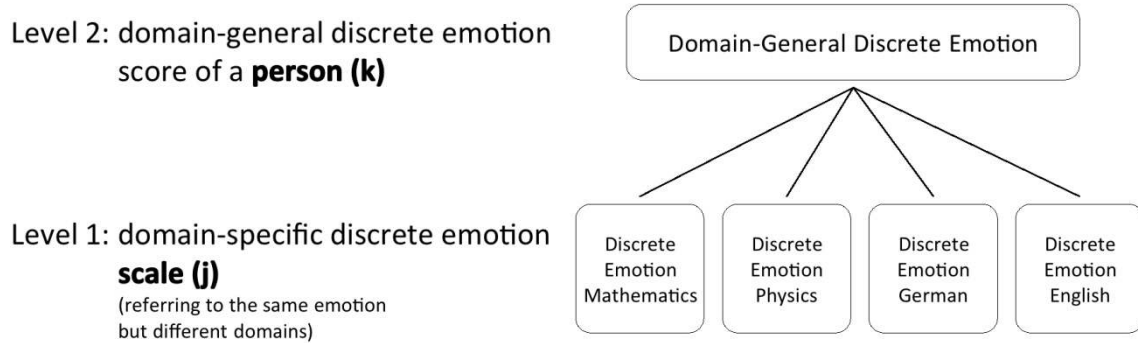 Level 2: domain-general discrete emotion
score of a person (k)
Domain-General Discrete Emotion
Level 1: domain-specific discrete emotion
scale (j)
(referring to the same emotion
but different domains)
Discrete
Emotion
Mathematics
Discrete
Emotion
Physics
Discrete
Emotion
German
Discrete
Emotion
English